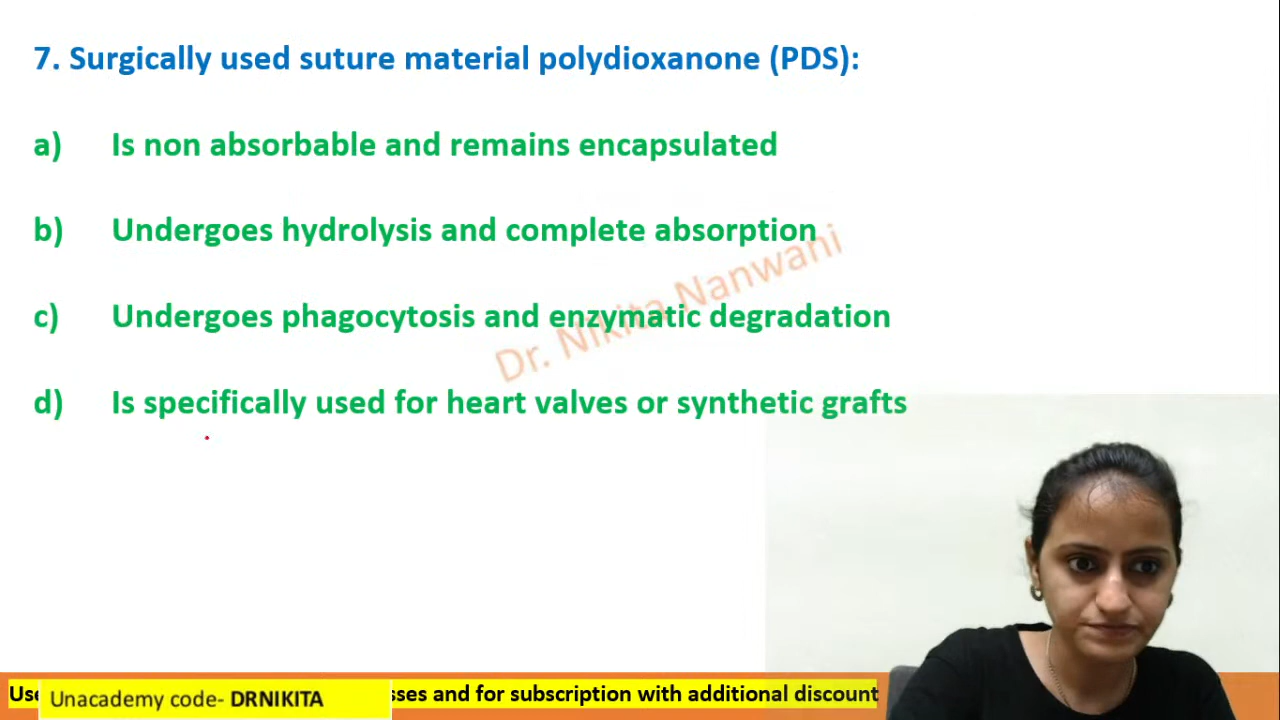 7. Surgically used suture material polydioxanone (PDS):
a) Is non absorbable and remains encapsulated
b) Undergoes hydrolysis and complete absorption
c) Undergoes phagocytosis and enzymatic degradation
d) Is specifically used for heart valves or synthetic grafts
Dr. Nikita Nanwani
Unacademy code- DRNIKITA
and for subscription with additional discount